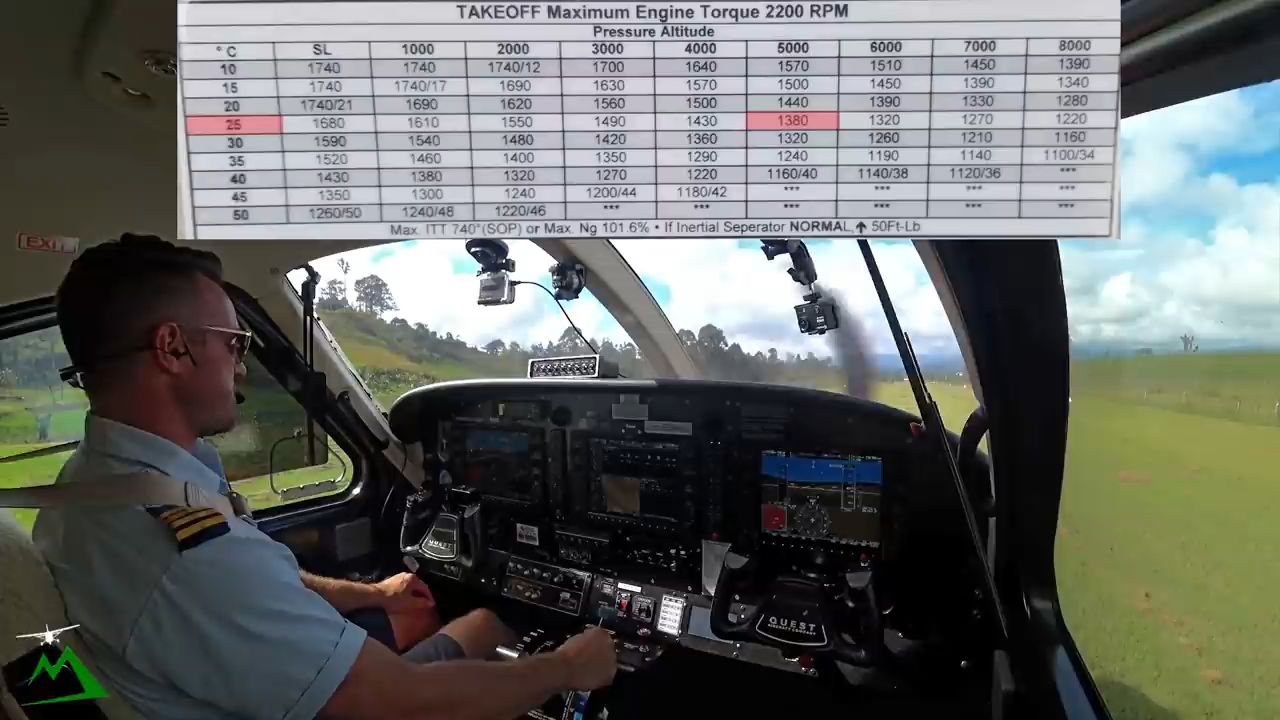 TAKEOFF Maximum Engine Torque 2200 RPM
Pressure Altitude
°C SL 1000 2000 3000 4000 5000 6000 7000 8000
10 1740 1740 1740/12 1700 1640 1570 1510 1450 1390
15 1740 1740/17 1690 1630 1570 1500 1450 1390 1340
20 1740/21 1690 1620 1560 1500 1440 1390 1330 1280
25 1680 1610 1550 1490 1430 1380 1320 1270 1220
30 1590 1540 1480 1420 1360 1320 1260 1210 1160
35 1520 1460 1400 1350 1290 1240 1190 1140 1100/34
40 1430 1380 1320 1270 1220 1160/40 1140/38 1120/36 ***
45 1350 1300 1240 1200/44 1180/42 *** *** *** ***
50 1260/50 1240/48 1220/46 *** *** *** *** *** ***
Max. ITT 740°(SOP) or Max. Ng 101.6% • If Inertial Seperator NORMAL, ↑ 50Ft-Lb
EXIT
QUEST
QUEST
AIRCRAFT COMPANY